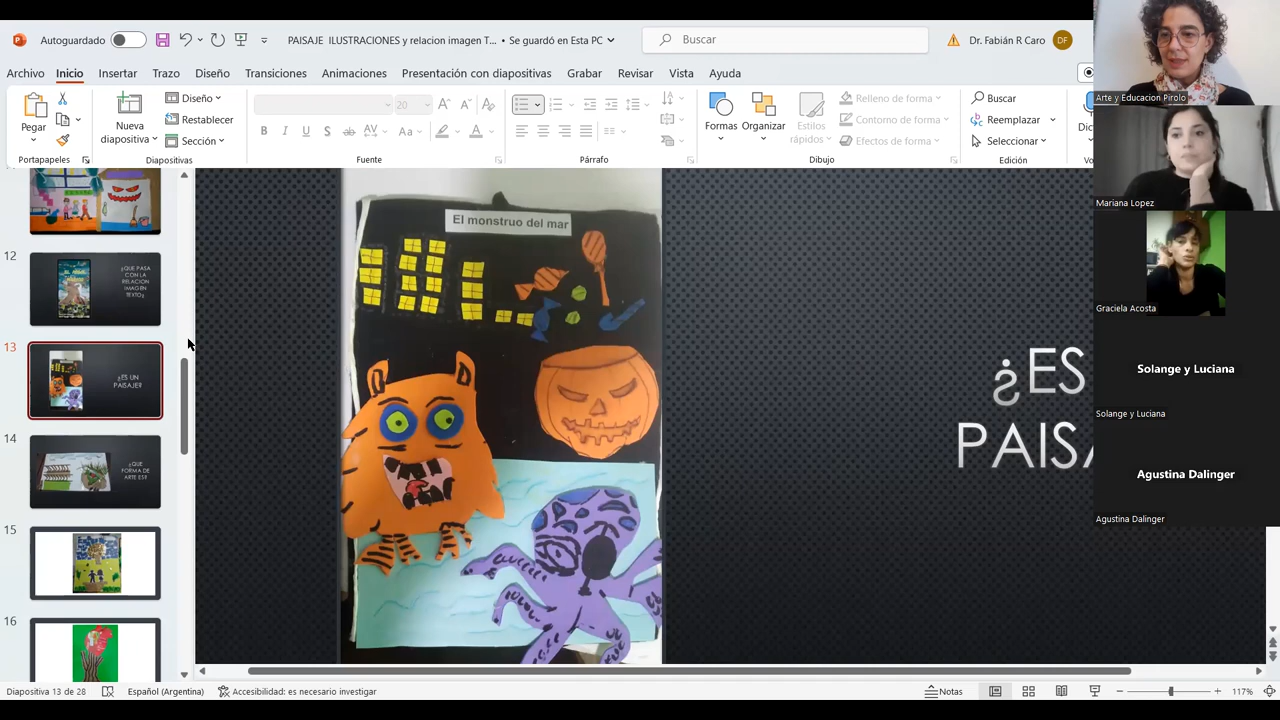 Autoguardado
PAISAJE ILUSTRACIONES y relacion imagen T... • Se guardó en Esta PC
Buscar
Dr. Fabián R Caro
DF
Archivo
Inicio
Insertar
Trazo
Diseño
Transiciones
Animaciones
Presentación con diapositivas
Grabar
Revisar
Vista
Ayuda
Pegar
Nueva
diapositiva
Diseño
Restablecer
Sección
20
Formas
Organizar
Estilos
rápidos
Relleno de forma
Contorno de forma
Efectos de forma
Buscar
Reemplazar
Seleccionar
Dic
Portapapeles
Diapositivas
Fuente
Párrafo
Dibujo
Edición
Vo
12
¿QUE PASA
CON LA
RELACIÓN
IMAGEN
TEXTO?
13
¿ES UN
PAISAJE?
14
¿QUE
FORMA DE
ARTE ES?
15
16
El monstruo del mar
¿ES
PAISA
Arte y Educacion Pirolo
Mariana Lopez
Graciela Acosta
Solange y Luciana
Solange y Luciana
Agustina Dalinger
Agustina Dalinger
Diapositiva 13 de 28
Español (Argentina)
Accesibilidad: es necesario investigar
Notas
117%